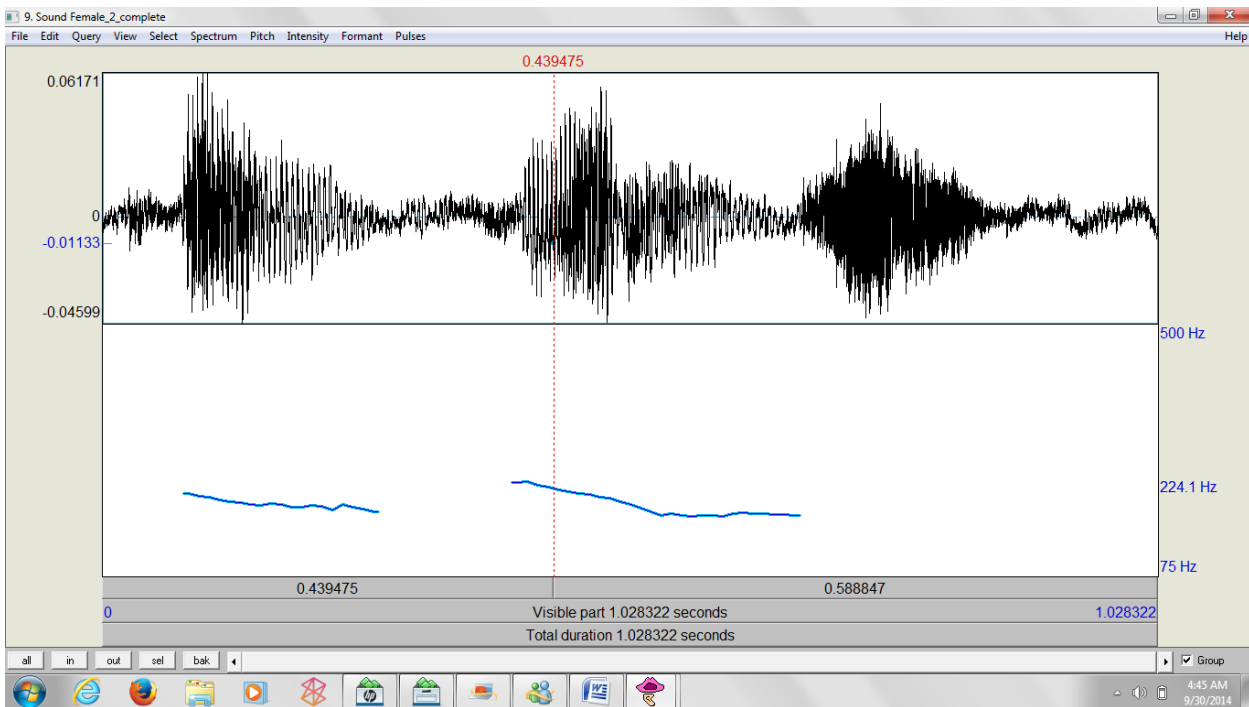 9. Sound Female_2_complete
File Edit Query View Select Spectrum Pitch Intensity Formant Pulses Help
0.439475
0.06171
0
-0.01133
-0.04599
500 Hz
224.1 Hz
75 Hz
0.439475 0.588847
0 Visible part 1.028322 seconds 1.028322
Total duration 1.028322 seconds
all in out sel bak Group
4:45 AM
9/30/2014